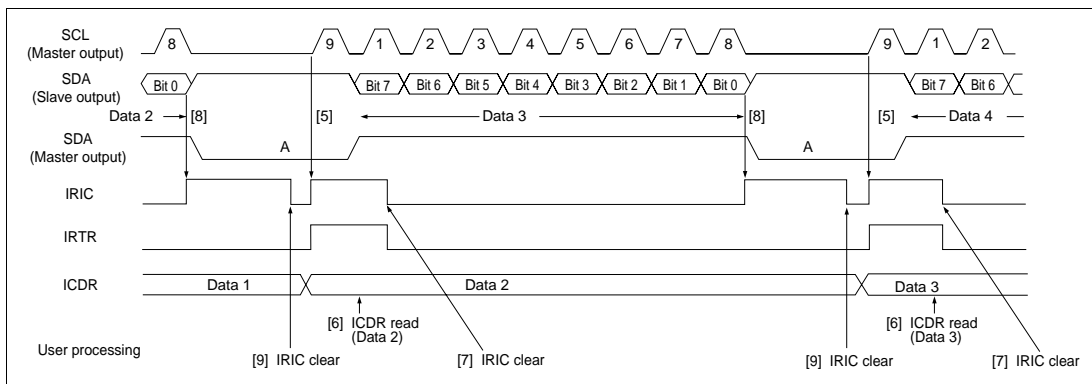 SCL
(Master output)
8 9 1 2 3 4 5 6 7 8 9 1 2
SDA
(Slave output)
Bit 0 Bit 7 Bit 6 Bit 5 Bit 4 Bit 3 Bit 2 Bit 1 Bit 0 Bit 7 Bit 6
Data 2 [8] [5] Data 3 [8] [5] Data 4
SDA
(Master output)
A A
IRIC
IRTR
ICDR Data 1 Data 2 Data 3
[6] ICDR read
(Data 2)
[6] ICDR read
(Data 3)
User processing
[9] IRIC clear [7] IRIC clear [9] IRIC clear [7] IRIC clear